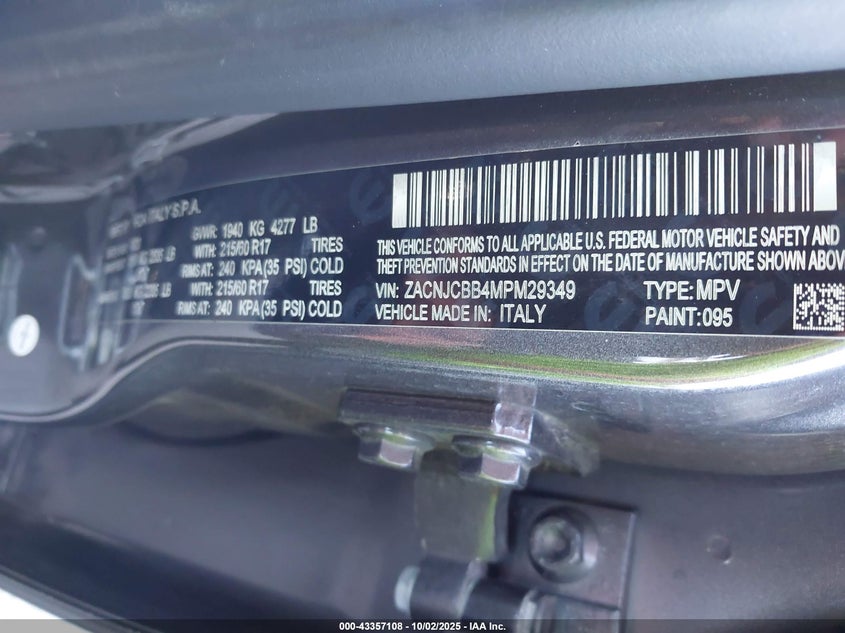 ITALY S.P.A.
GVWR: 1940 KG 4277 LB
LB
WITH: 215/60 R17 TIRES
RIMS AT: 240 KPA (35 PSI) COLD
LB
WITH: 215/60 R17 TIRES
RIMS AT: 240 KPA (35 PSI) COLD
THIS VEHICLE CONFORMS TO ALL APPLICABLE U.S. FEDERAL MOTOR VEHICLE SAFETY AND
THEFT PREVENTION STANDARDS IN EFFECT ON THE DATE OF MANUFACTURE SHOWN ABOV
VIN: ZACNJCBB4MPM29349 TYPE: MPV
VEHICLE MADE IN: ITALY PAINT:095
000-43357108 - 10/02/2025 - IAA Inc.